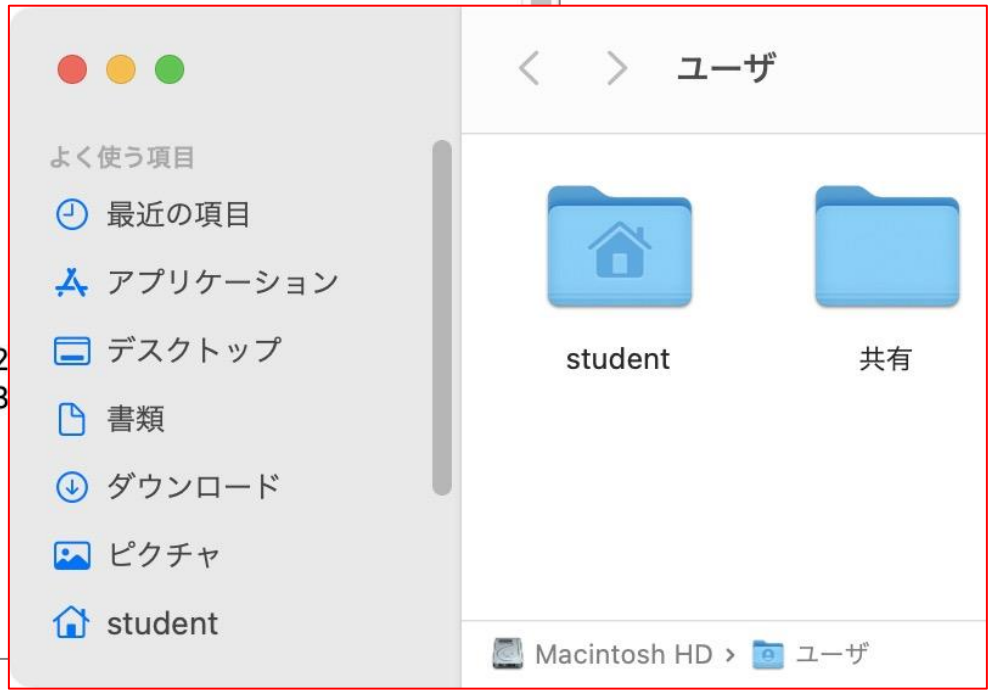 ユーザ
よく使う項目
最近の項目
アプリケーション
デスクトップ
書類
ダウンロード
ピクチャ
student
student
共有
Macintosh HD › ユーザ
2
3